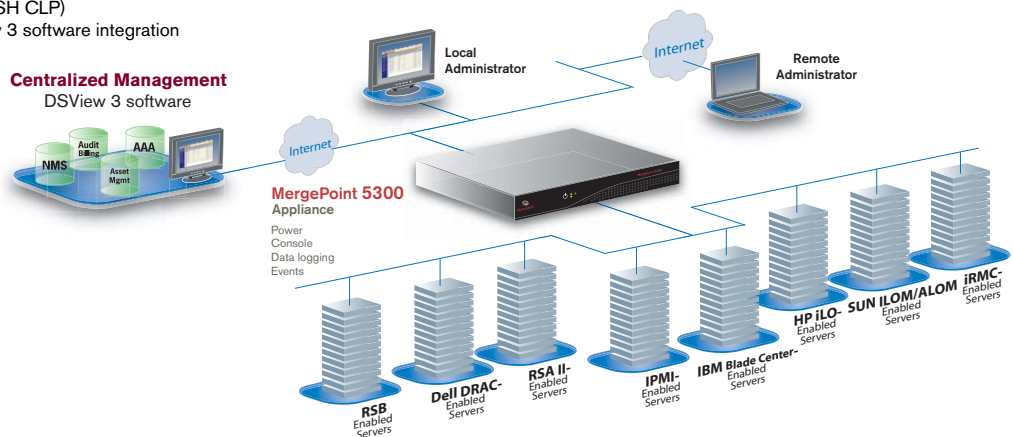 SH CLP)
3 software integration
Centralized Management
DSView 3 software
NMS
Audit
AAA
Asset
Mgmt
Internet
Local
Administrator
Internet
Remote
Administrator
MergePoint 5300
Appliance
Power
Console
Data logging
Events
RSB
Enabled
Servers
Dell DRAC-
Enabled
Servers
RSA II-
Enabled
Servers
IPMI-
Enabled
Servers
IBM Blade Center-
Enabled
Servers
HP iLO-
Enabled
Servers
SUN ILOM/ALOM
Enabled
Servers
iRMC-
Enabled
Servers